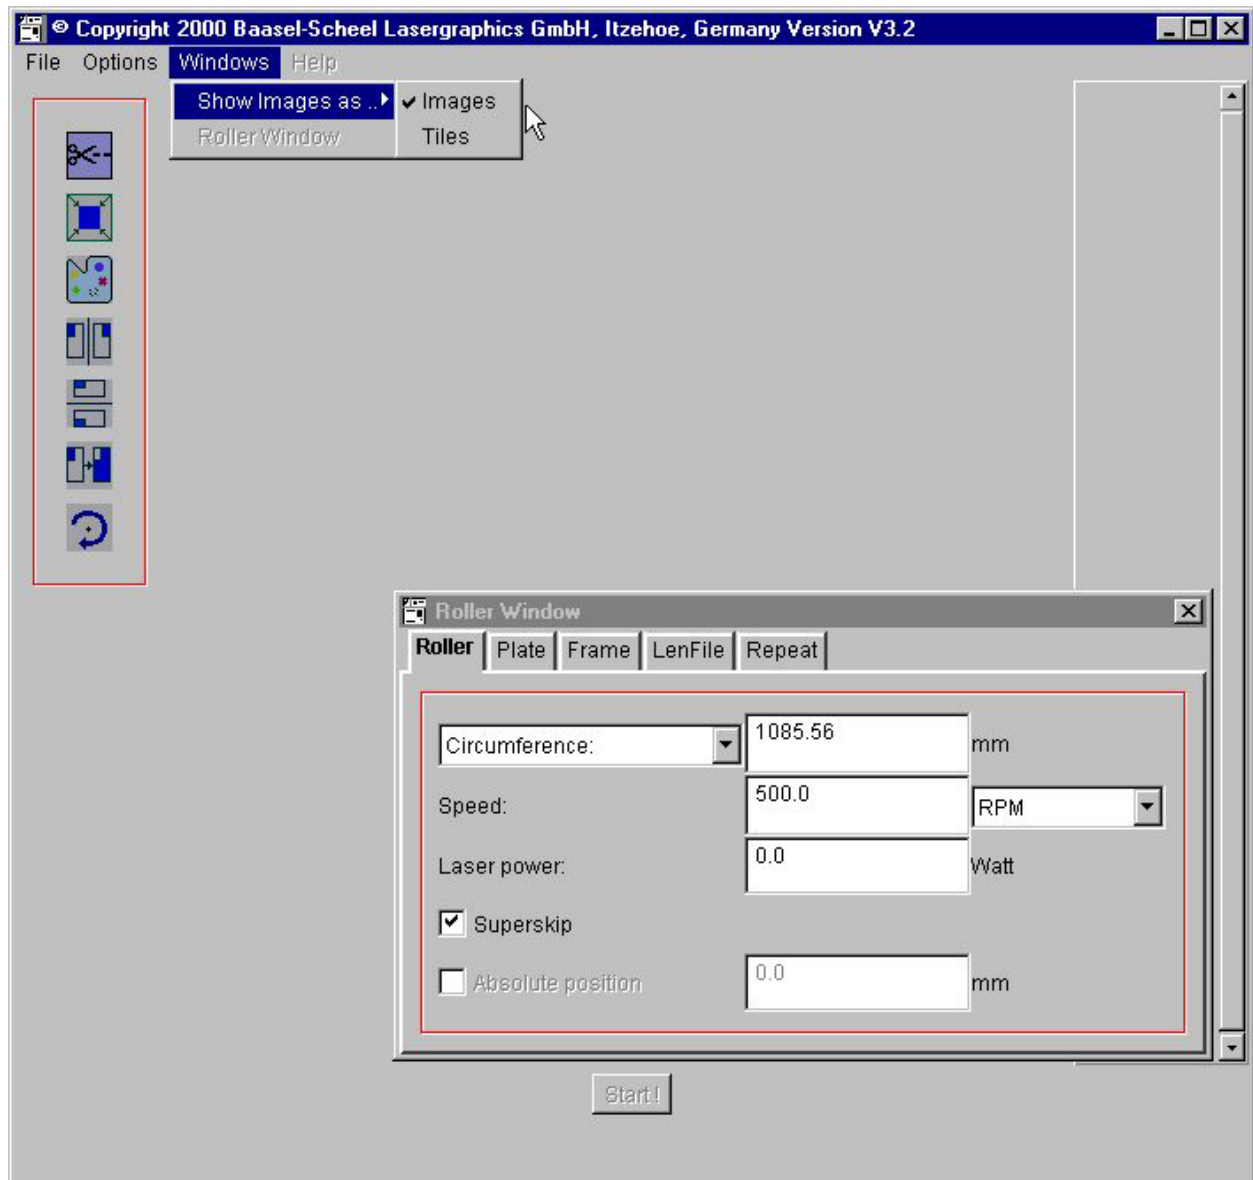 © Copyright 2000 Baasel-Scheel Lasergraphics GmbH, Itzehoe, Germany Version V3.2
File Options Windows Help
Show Images as .. Images
Roller Window Tiles
Roller Window
Roller Plate Frame LenFile Repeat
Circumference: 1085.56 mm
Speed: 500.0 RPM
Laser power: 0.0 Watt
Superskip
Absolute position 0.0 mm
Start !